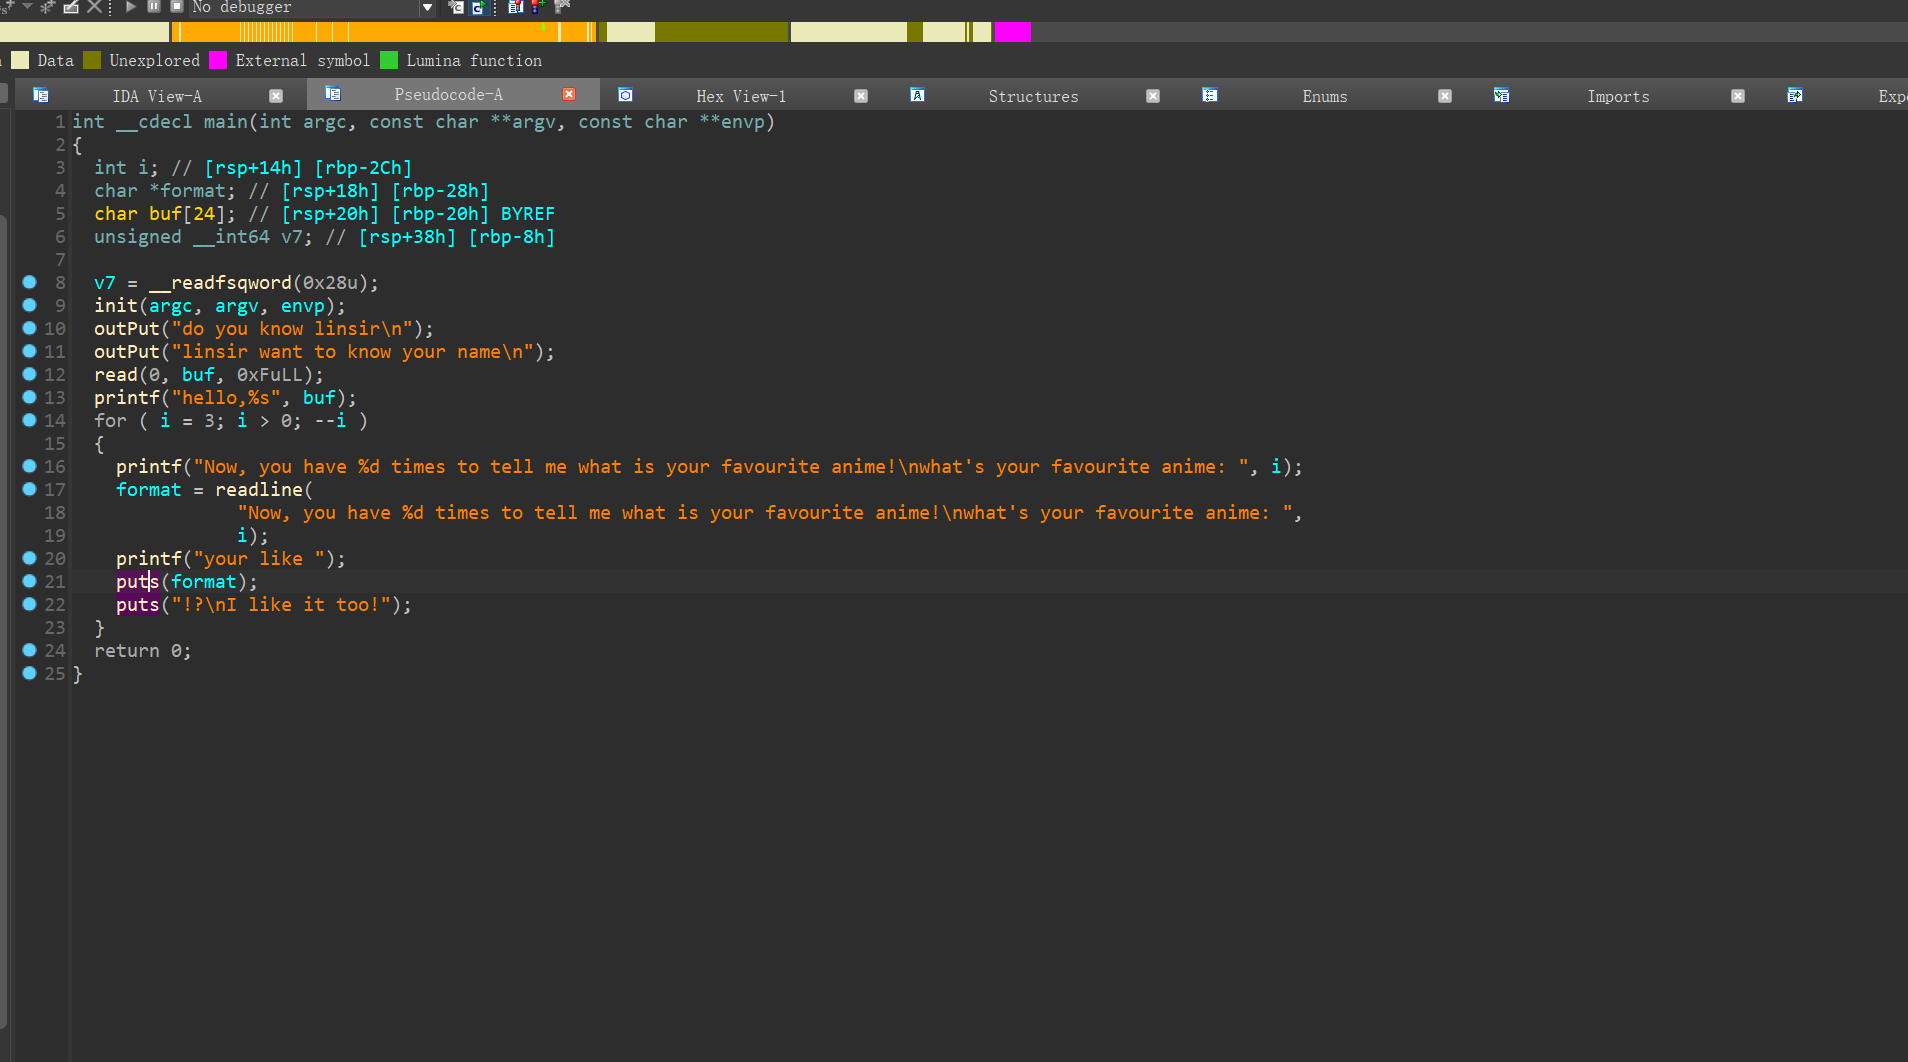 No debugger
Data Unexplored External symbol Lumina function
IDA View-A Pseudocode-A Hex View-1 Structures Enums Imports
1 int __cdecl main(int argc, const char **argv, const char **envp)
2 {
3 int i; // [rsp+14h] [rbp-2Ch]
4 char *format; // [rsp+18h] [rbp-28h]
5 char buf[24]; // [rsp+20h] [rbp-20h] BYREF
6 unsigned __int64 v7; // [rsp+38h] [rbp-8h]
7
8 v7 = __readfsqword(0x28u);
9 init(argc, argv, envp);
10 outPut("do you know linsir\n");
11 outPut("linsir want to know your name\n");
12 read(0, buf, 0xFuLL);
13 printf("hello,%s", buf);
14 for ( i = 3; i > 0; --i )
15 {
16 printf("Now, you have %d times to tell me what is your favourite anime!\nwhat's your favourite anime: ", i);
17 format = readline(
18 "Now, you have %d times to tell me what is your favourite anime!\nwhat's your favourite anime: ",
19 i);
20 printf("your like ");
21 puts(format);
22 puts("!?\nI like it too!");
23 }
24 return 0;
25 }